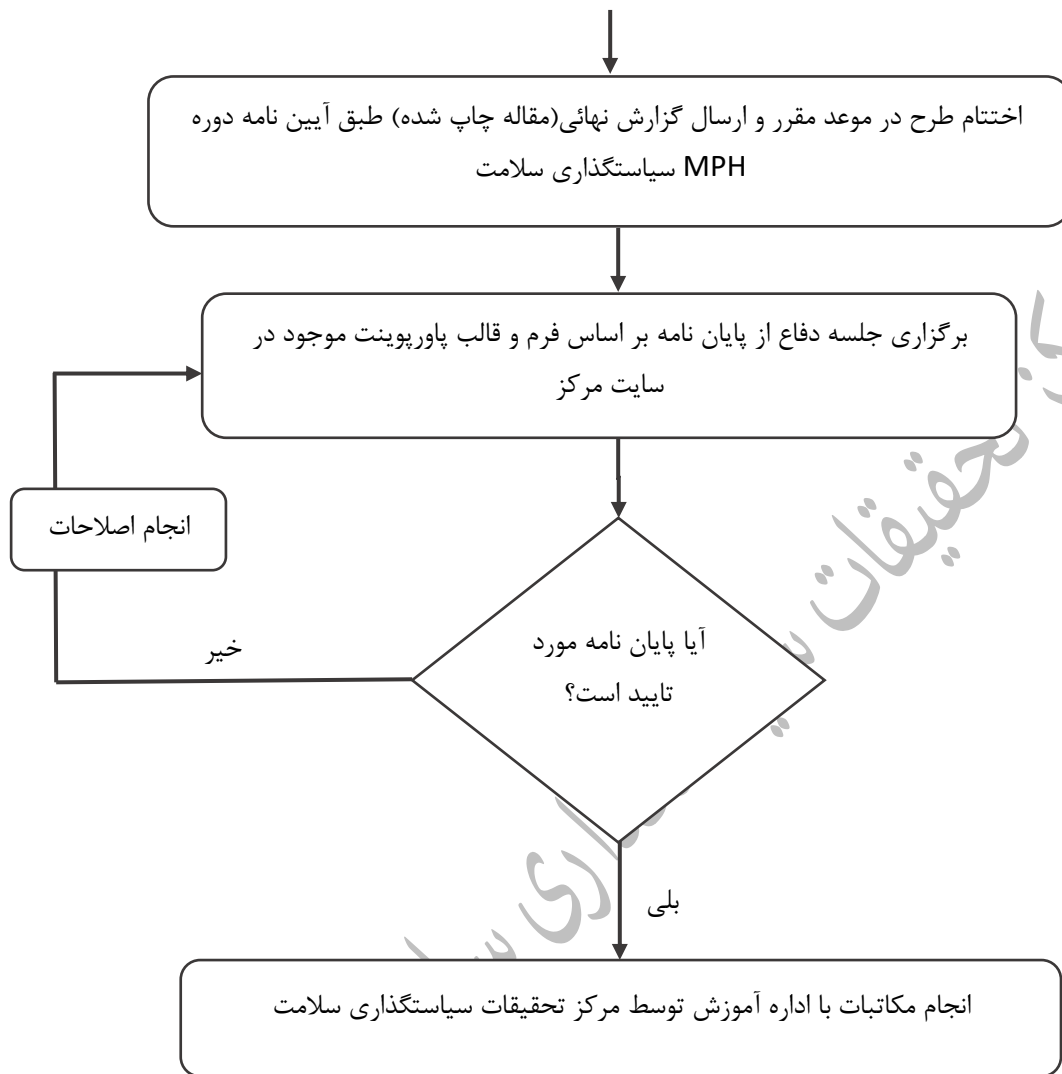 اختتام طرح در موعد مقرر و ارسال گزارش نهائی(مقاله چاپ شده) طبق آیین نامه دوره
MPH سیاستگذاری سلامت
برگزاری جلسه دفاع از پایان نامه بر اساس فرم و قالب پاورپوینت موجود در
سایت مرکز
انجام اصلاحات
آیا پایان نامه مورد
تایید است؟
خیر
بلی
انجام مکاتبات با اداره آموزش توسط مرکز تحقیقات سیاستگذاری سلامت
تحقیقات